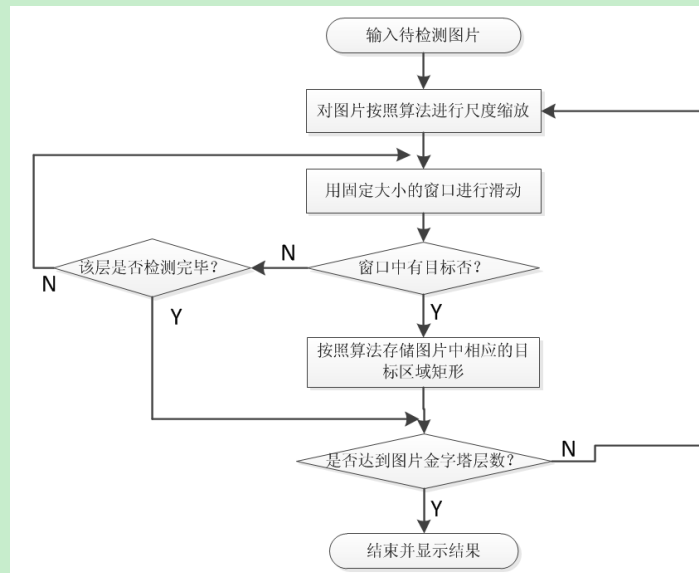 输入待检测图片
对图片按照算法进行尺度缩放
用固定大小的窗口进行滑动
该层是否检测完毕?
N
窗口中有目标否?
N
Y
Y
按照算法存储图片中相应的目
标区域矩形
是否达到图片金字塔层数?
N
Y
结束并显示结果